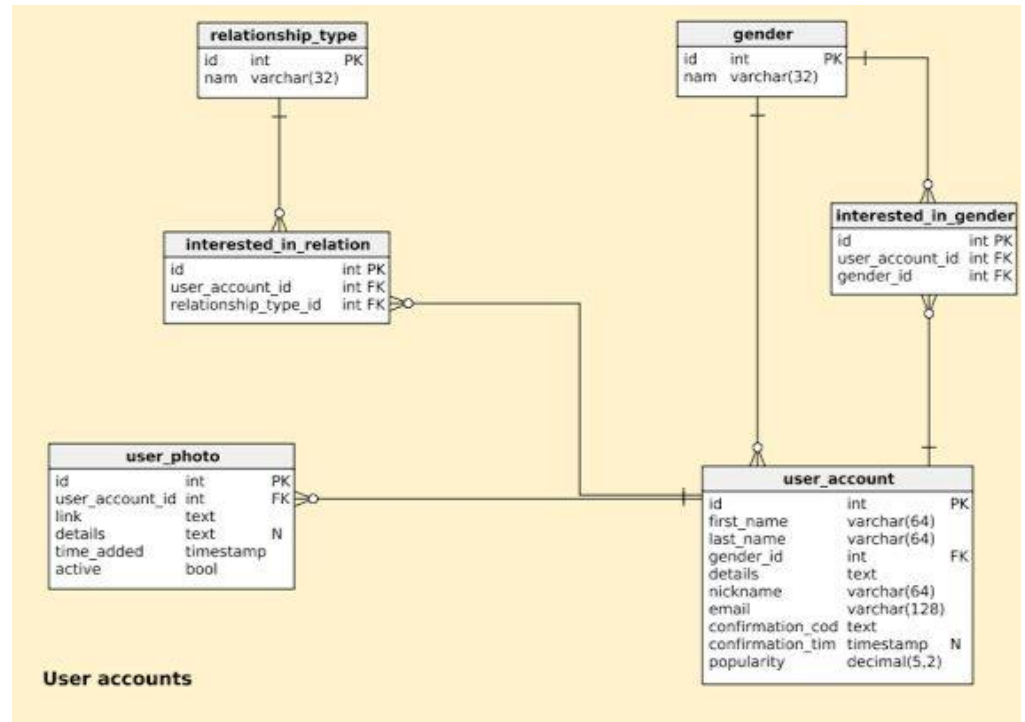 relationship_type
id int PK
nam varchar(32)
gender
id int PK
nam varchar(32)
interested_in_relation
id int PK
user_account_id int FK
relationship_type_id int FK
interested_in_gender
id int PK
user_account_id int FK
gender_id int FK
user_photo
id int PK
user_account_id int FK
link text
details text N
time_added timestamp
active bool
user_account
id int PK
first_name varchar(64)
last_name varchar(64)
gender_id int FK
details text
nickname varchar(64)
email varchar(128)
confirmation_cod text
confirmation_tim timestamp N
popularity decimal(5,2)
User accounts